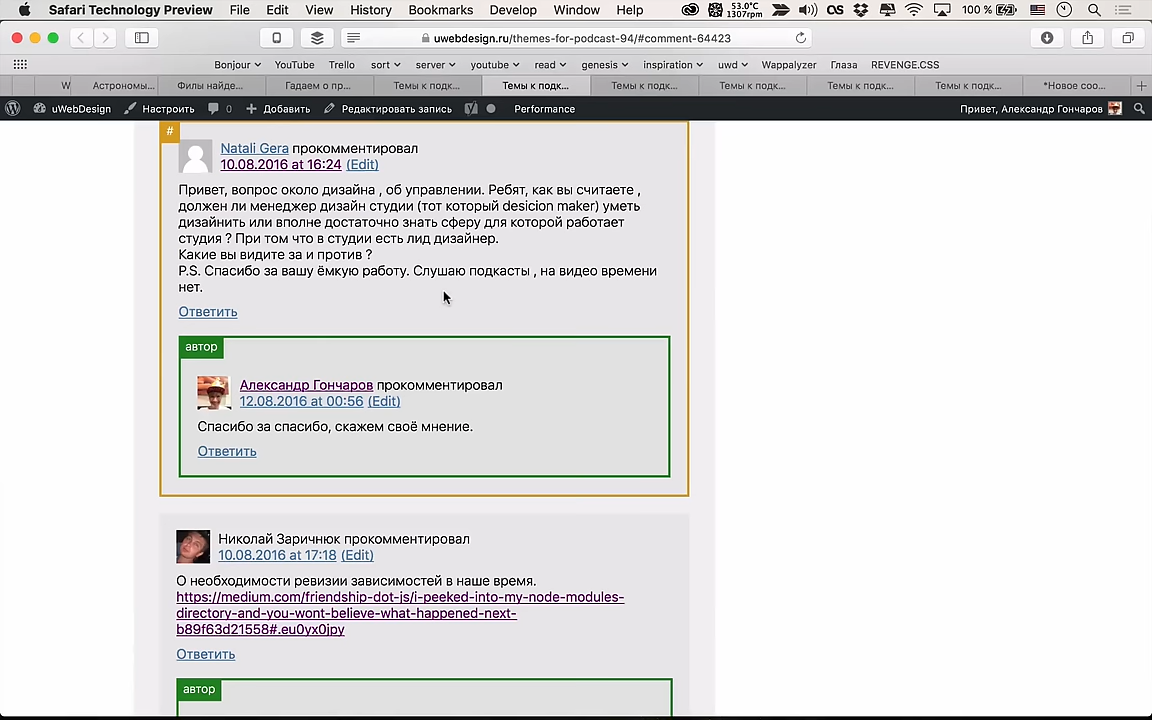 Safari Technology Preview File Edit View History Bookmarks Develop Window Help 53.0°C 1307rpm 100 %
uwebdesign.ru/themes-for-podcast-94/#comment-64423
Bonjour YouTube Trello sort server youtube read genesis inspiration uwd Wappalyzer Глаза REVENGE.CSS
W Астрономы... Филы найде... Гадаем о пр... Темы к подк... Темы к подк... Темы к подк... Темы к подк... Темы к подк... Темы к подк... *Новое соо...
uWebDesign Настроить 0 Добавить Редактировать запись Performance Привет, Александр Гончаров
#
Natali Gera прокомментировал
10.08.2016 at 16:24 (Edit)
Привет, вопрос около дизайна , об управлении. Ребят, как вы считаете ,
должен ли менеджер дизайн студии (тот который desicion maker) уметь
дизайнить или вполне достаточно знать сферу для которой работает
студия ? При том что в студии есть лид дизайнер.
Какие вы видите за и против ?
P.S. Спасибо за вашу ёмкую работу. Слушаю подкасты , на видео времени
нет.
Ответить
автор
Александр Гончаров прокомментировал
12.08.2016 at 00:56 (Edit)
Спасибо за спасибо, скажем своё мнение.
Ответить
Николай Заричнюк прокомментировал
10.08.2016 at 17:18 (Edit)
О необходимости ревизии зависимостей в наше время.
https://medium.com/friendship-dot-js/i-peeked-into-my-node-modules-
directory-and-you-wont-believe-what-happened-next-
b89f63d21558#.eu0yx0jpy
Ответить
автор